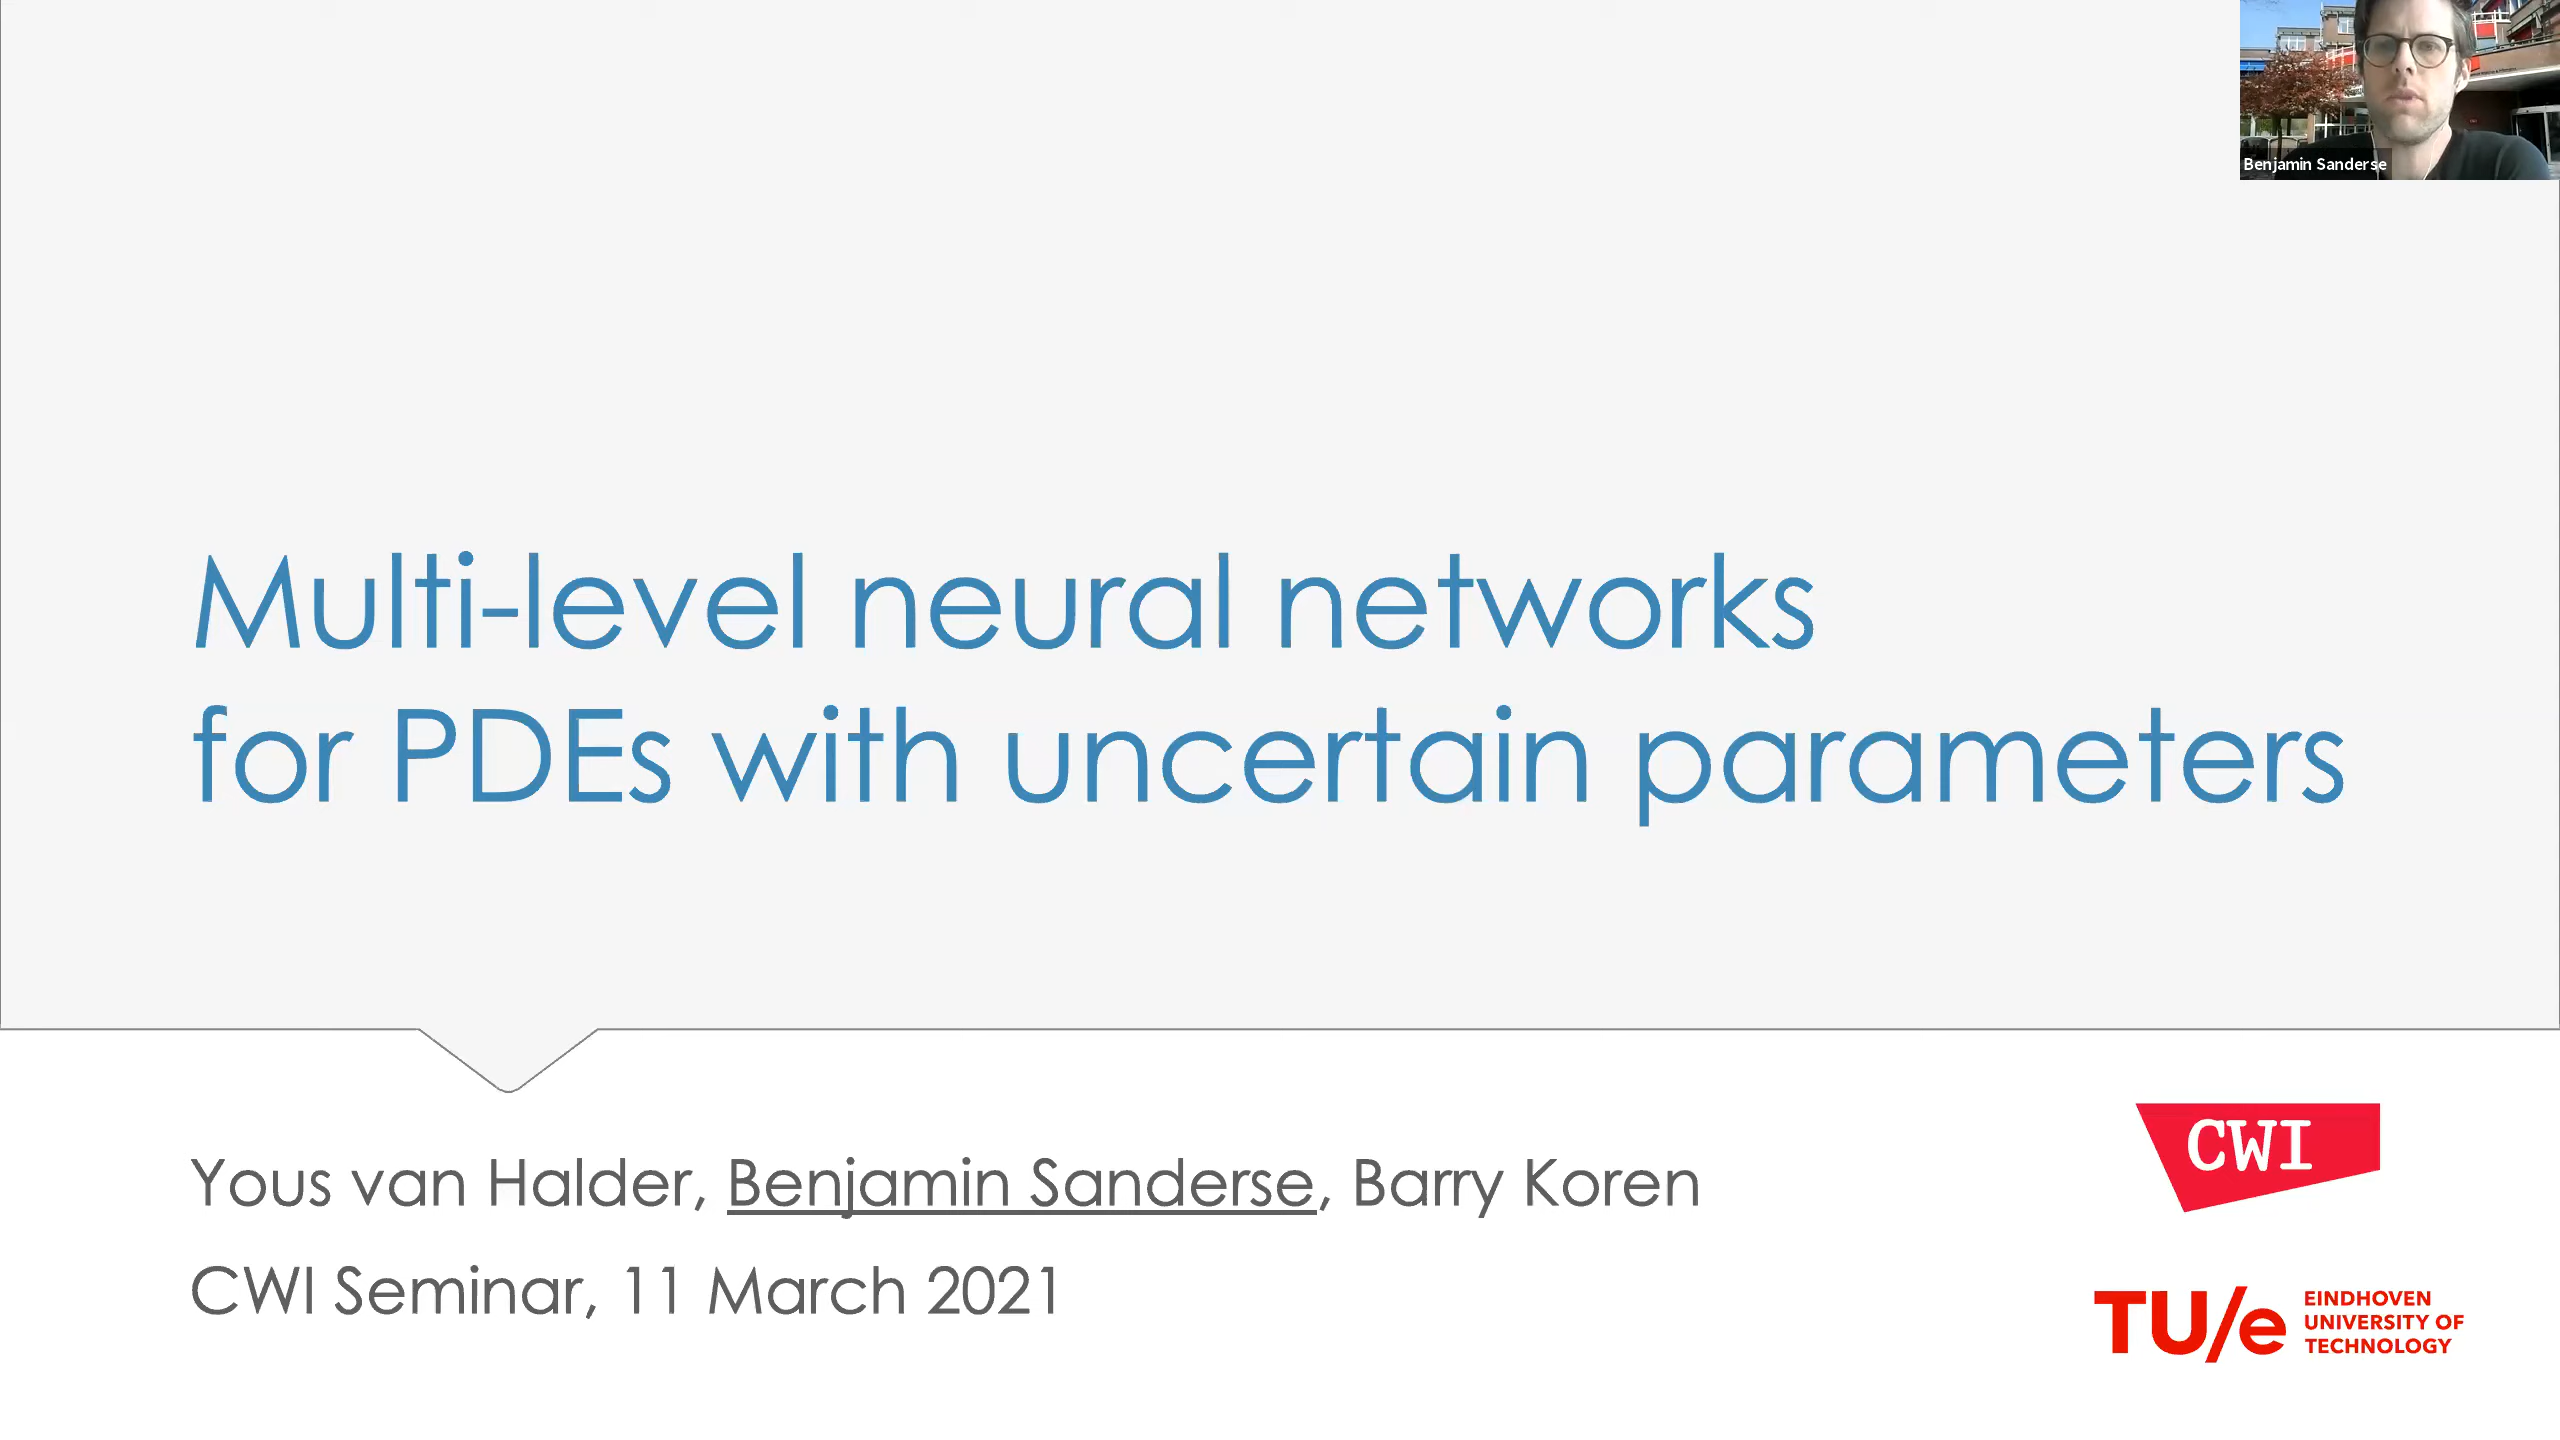 Benjamin Sanderse
Multi-level neural networks
for PDEs with uncertain parameters
Yous van Halder, Benjamin Sanderse, Barry Koren
CWI Seminar, 11 March 2021
CWI
TU/e
EINDHOVEN
UNIVERSITY OF
TECHNOLOGY